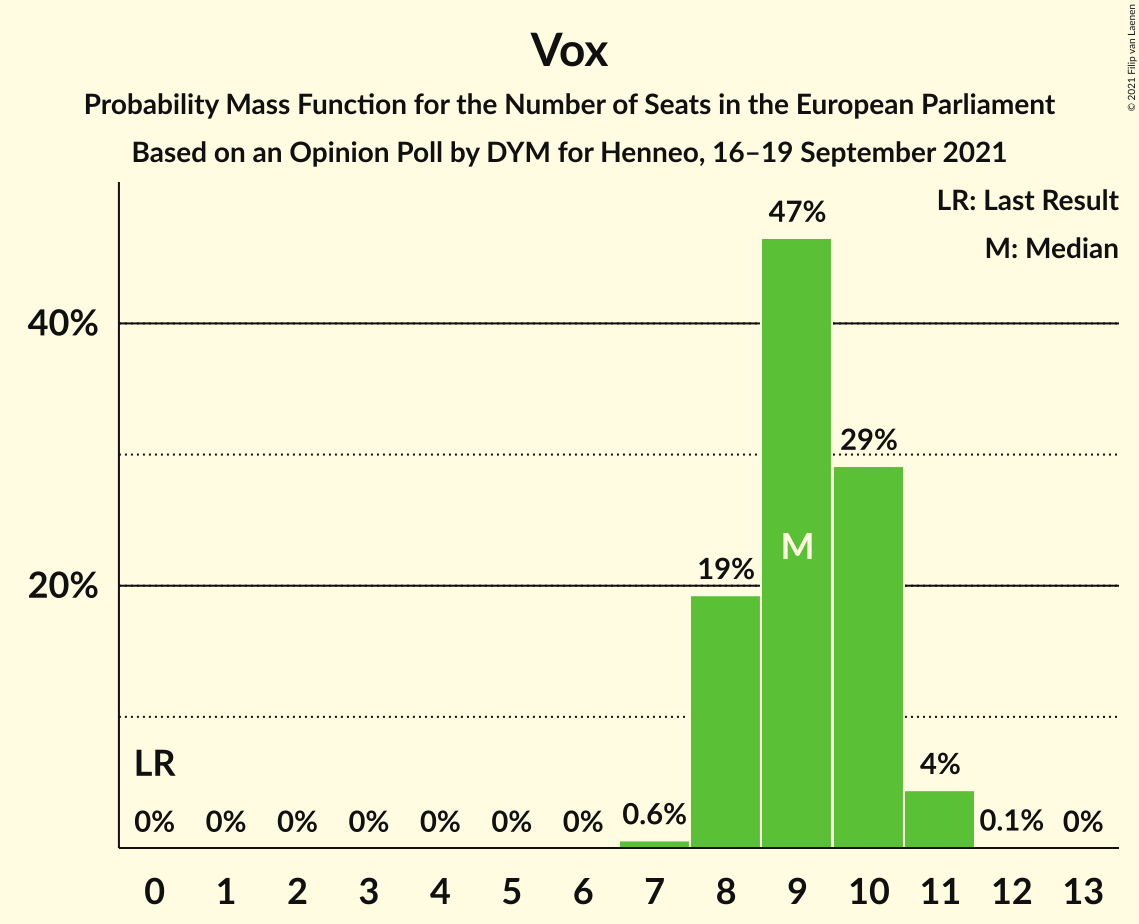 Vox
Probability Mass Function for the Number of Seats in the European Parliament
Based on an Opinion Poll by DYM for Henneo, 16–19 September 2021
© 2021 Filip van Laenen
LR: Last Result
M: Median
47%
40%
29%
M
19%
20%
LR
4%
0% 0% 0% 0% 0% 0% 0% 0.6% 0.1% 0%
0 1 2 3 4 5 6 7 8 9 10 11 12 13